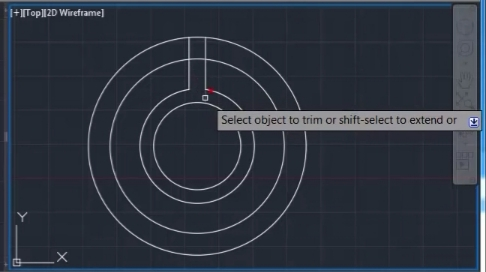 [+][Top][2D Wireframe]
Select object to trim or shift-select to extend or
Y
X